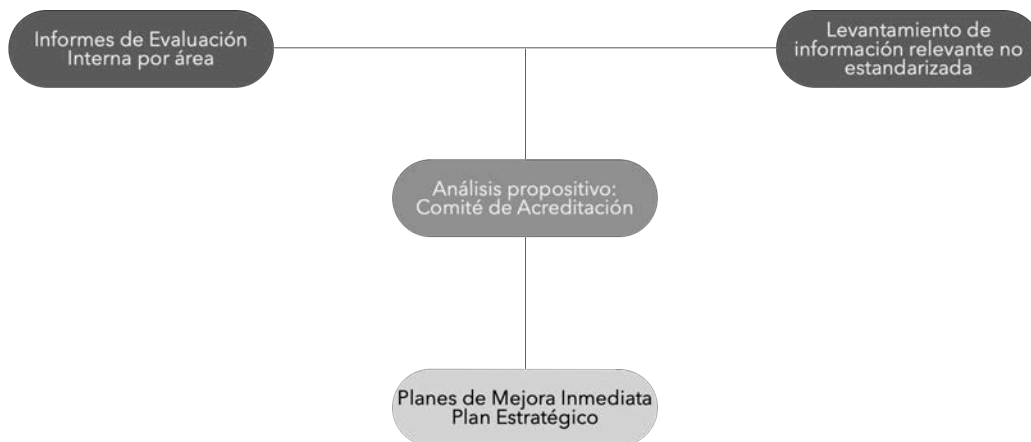 Informes de Evaluación
Interna por área
Levantamiento de
información relevante no
estandarizada
Análisis propositivo:
Comité de Acreditación
Planes de Mejora Inmediata
Plan Estratégico